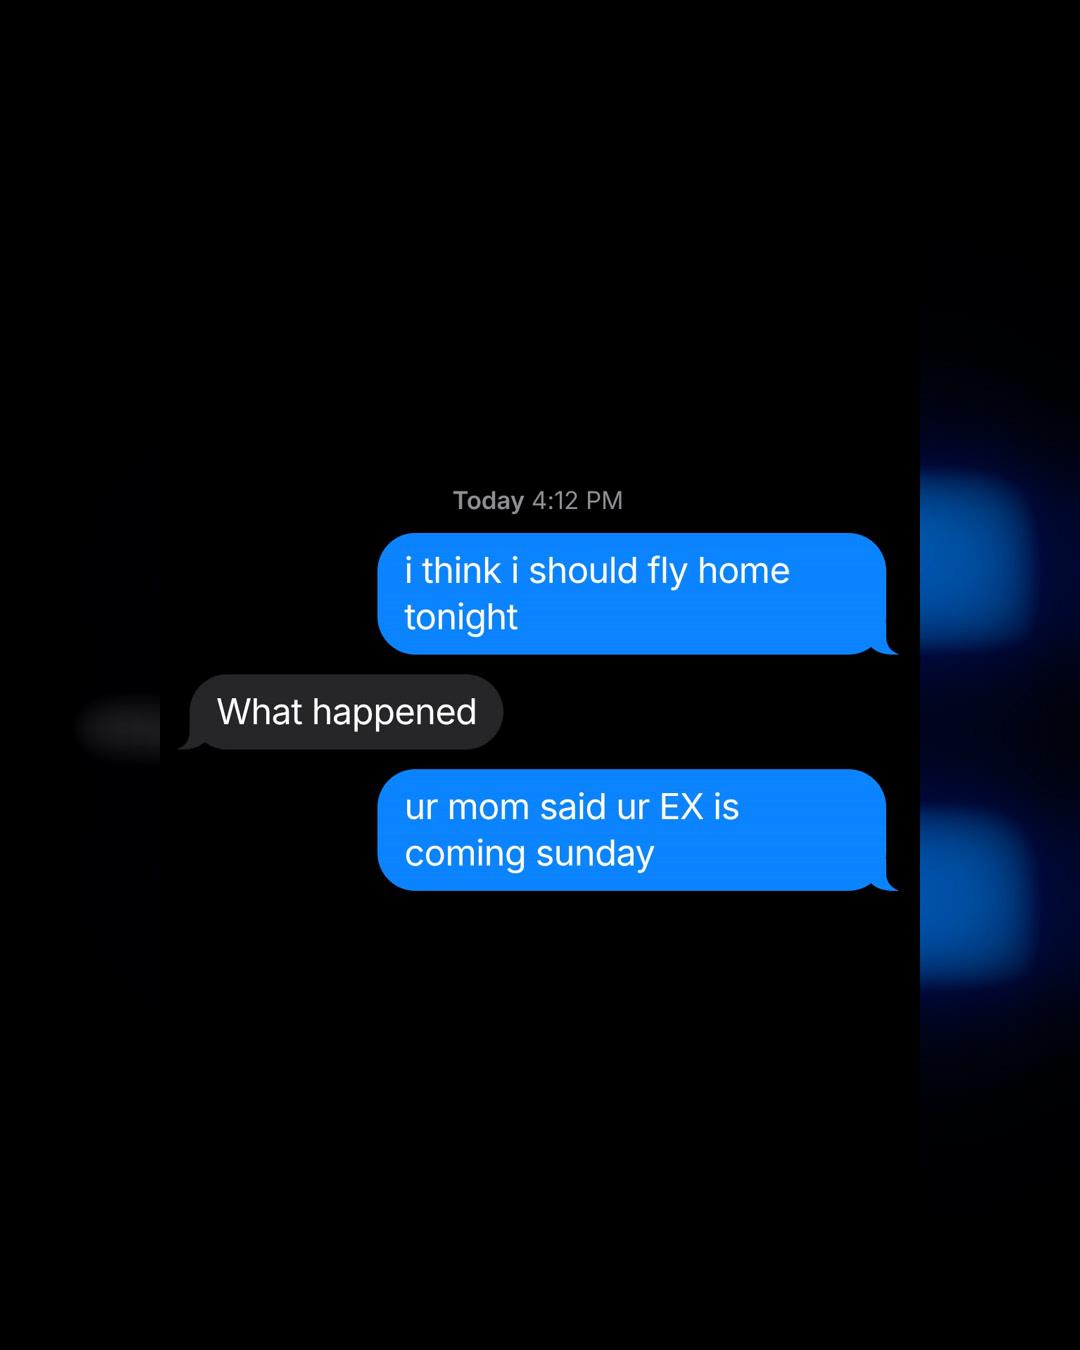 Today 4:12 PM
i think i should fly home
tonight
What happened
ur mom said ur EX is
coming sunday